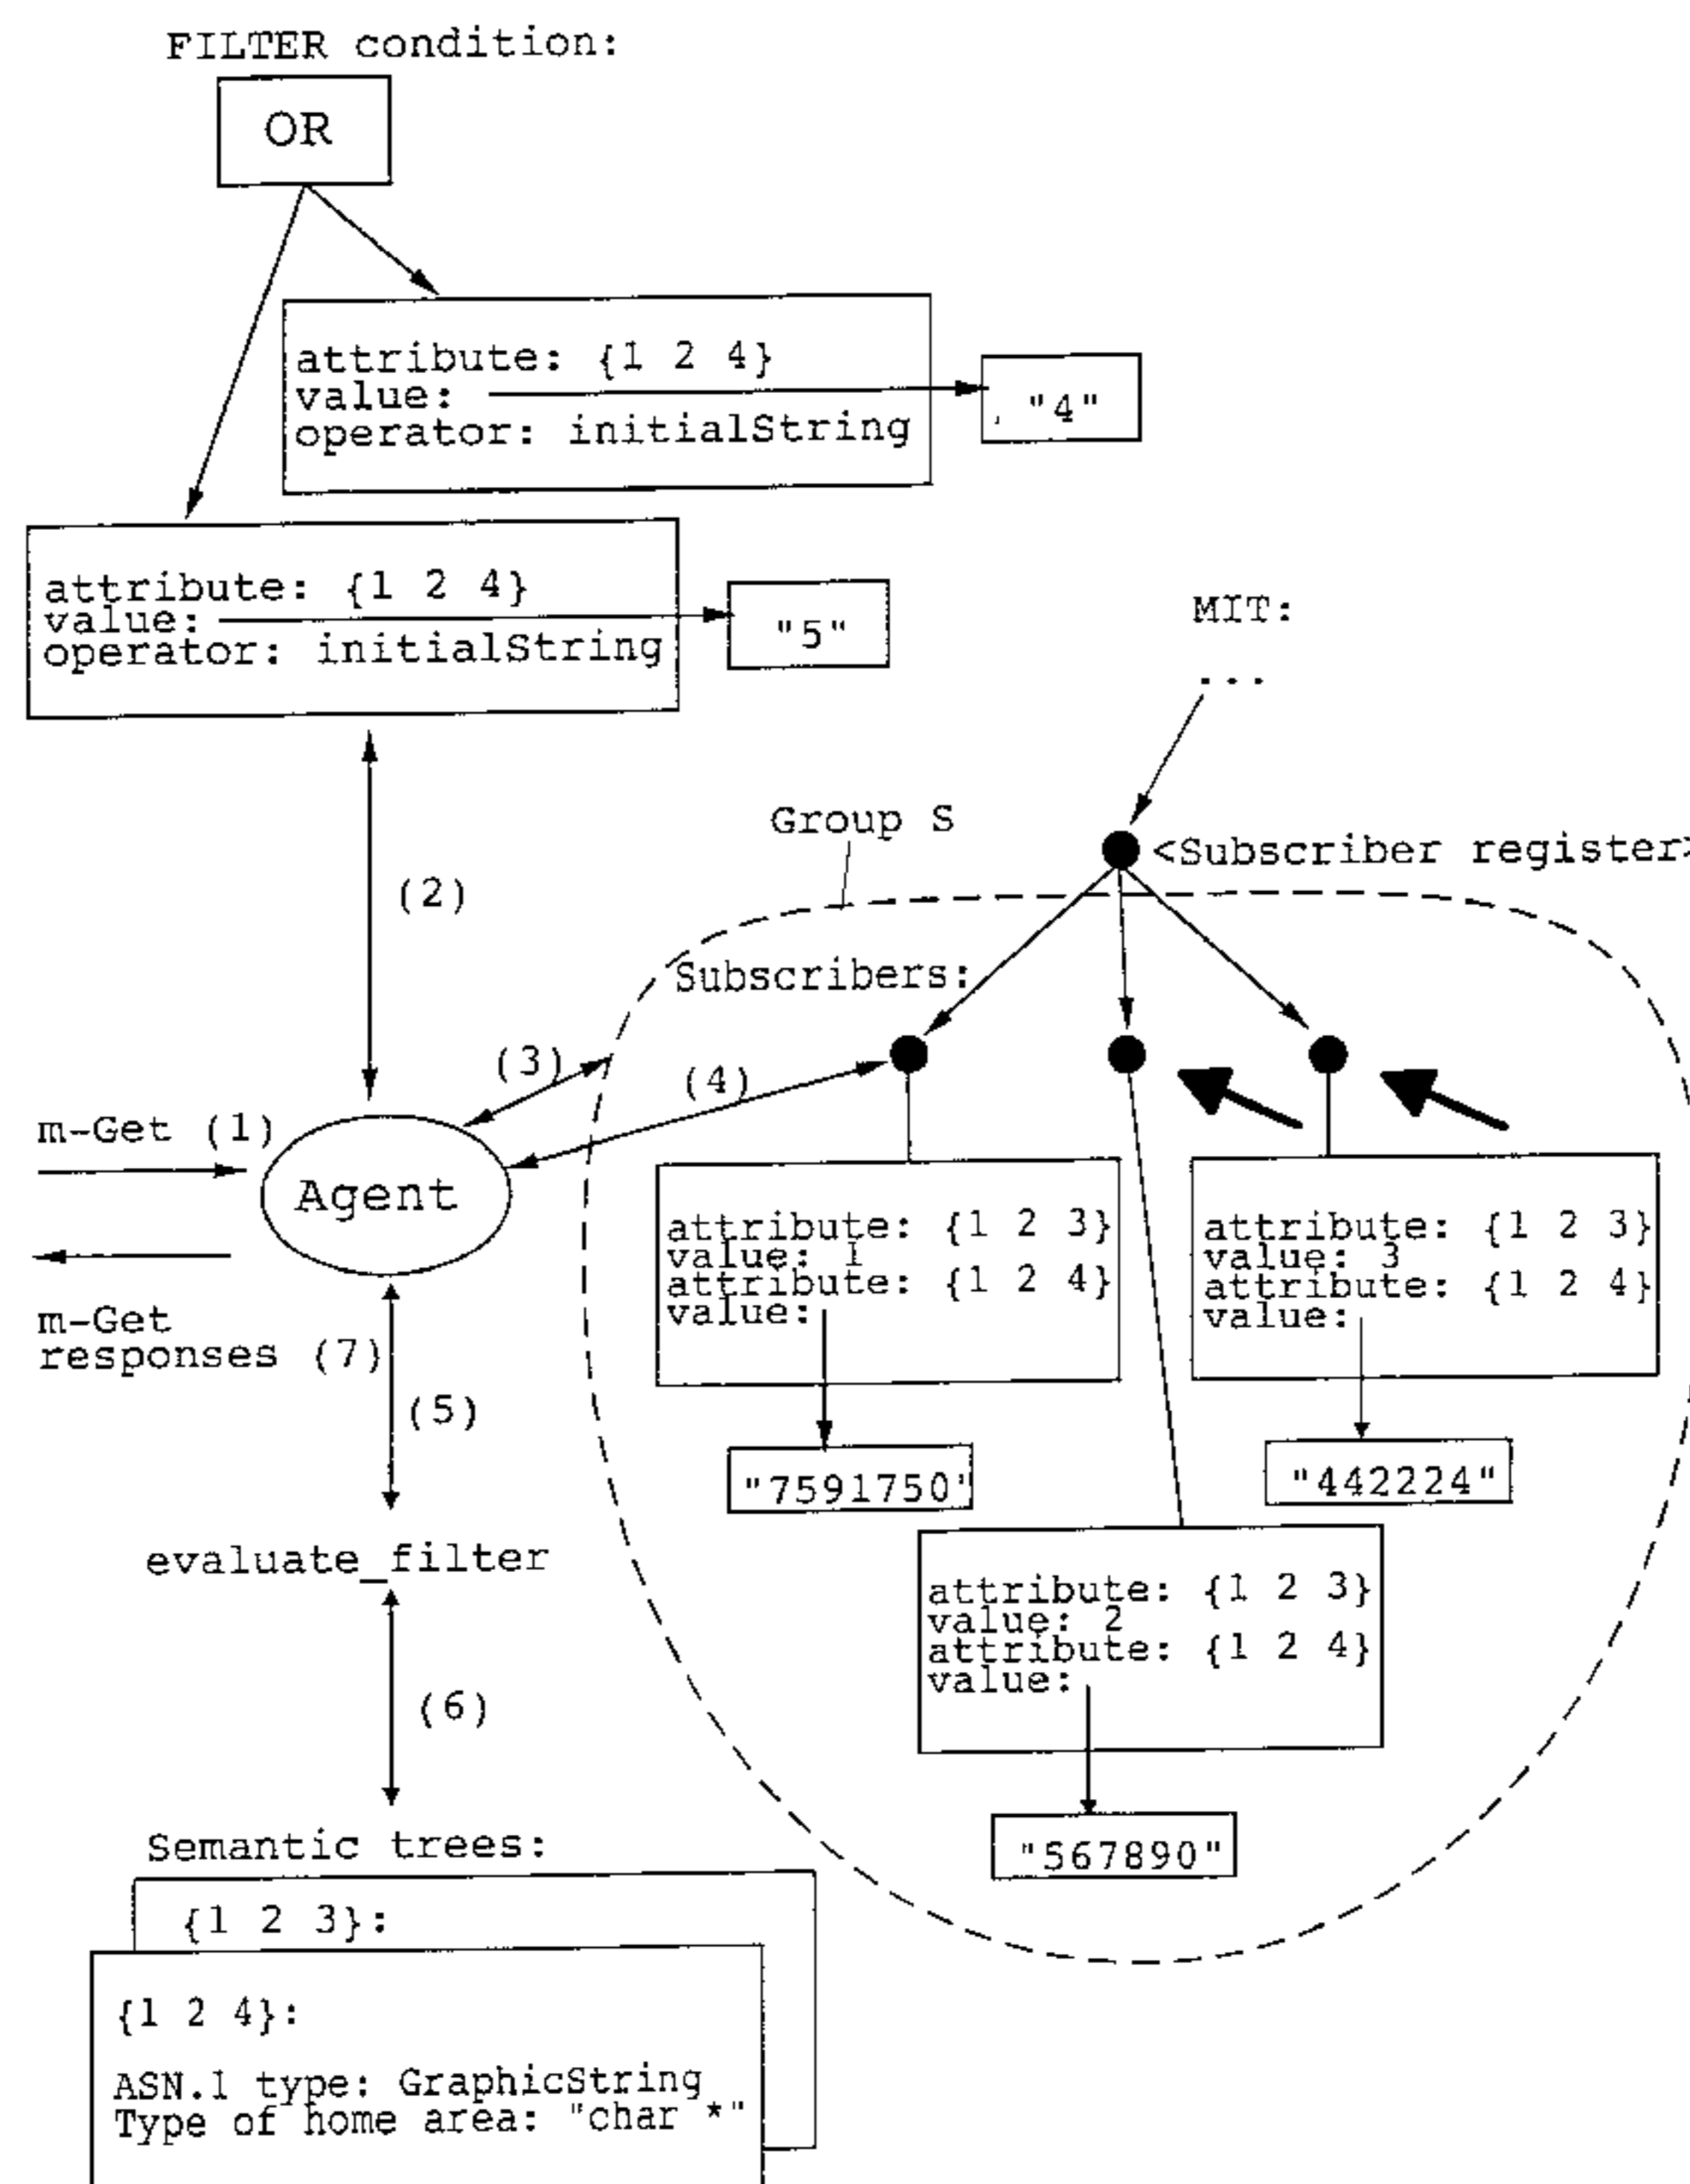 FILTER condition:
OR
attribute: {1 2 4}
value:
operator: initialString
"4"
attribute: {1 2 4}
value:
operator: initialString
"5"
MIT:
...
Group S
<Subscriber register>
(2)
Subscribers:
(3)
(4)
m-Get (1)
Agent
m-Get
responses (7)
(5)
attribute: {1 2 3}
value: 1
attribute: {1 2 4}
value:
"7591750'
attribute: {1 2 3}
value: 3
attribute: {1 2 4}
value:
"442224"
evaluate_filter
attribute: {1 2 3}
value: 2
attribute: {1 2 4}
value:
"567890"
(6)
Semantic trees:
{1 2 3}:
{1 2 4}:
ASN.1 type: GraphicString
Type of home area: "char *"